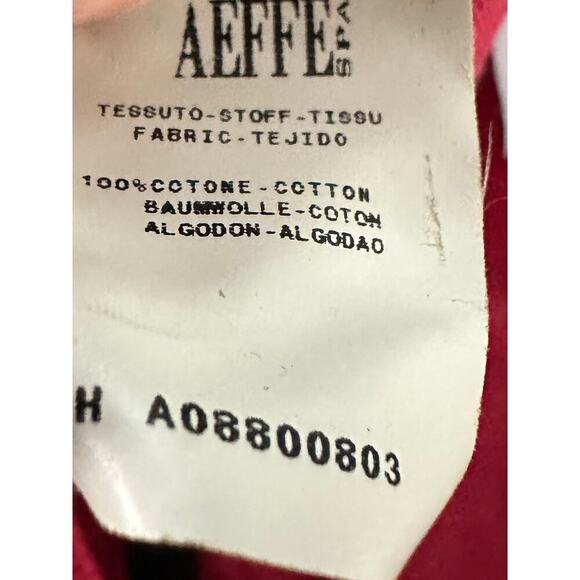 AEFFE SPA
TESSUTO-STOFF-TISSU
FABRIC-TEJIDO
100%COTONE-COTTON
BAUMWOLLE-COTON
ALGODON-ALGODAO
H A08800803